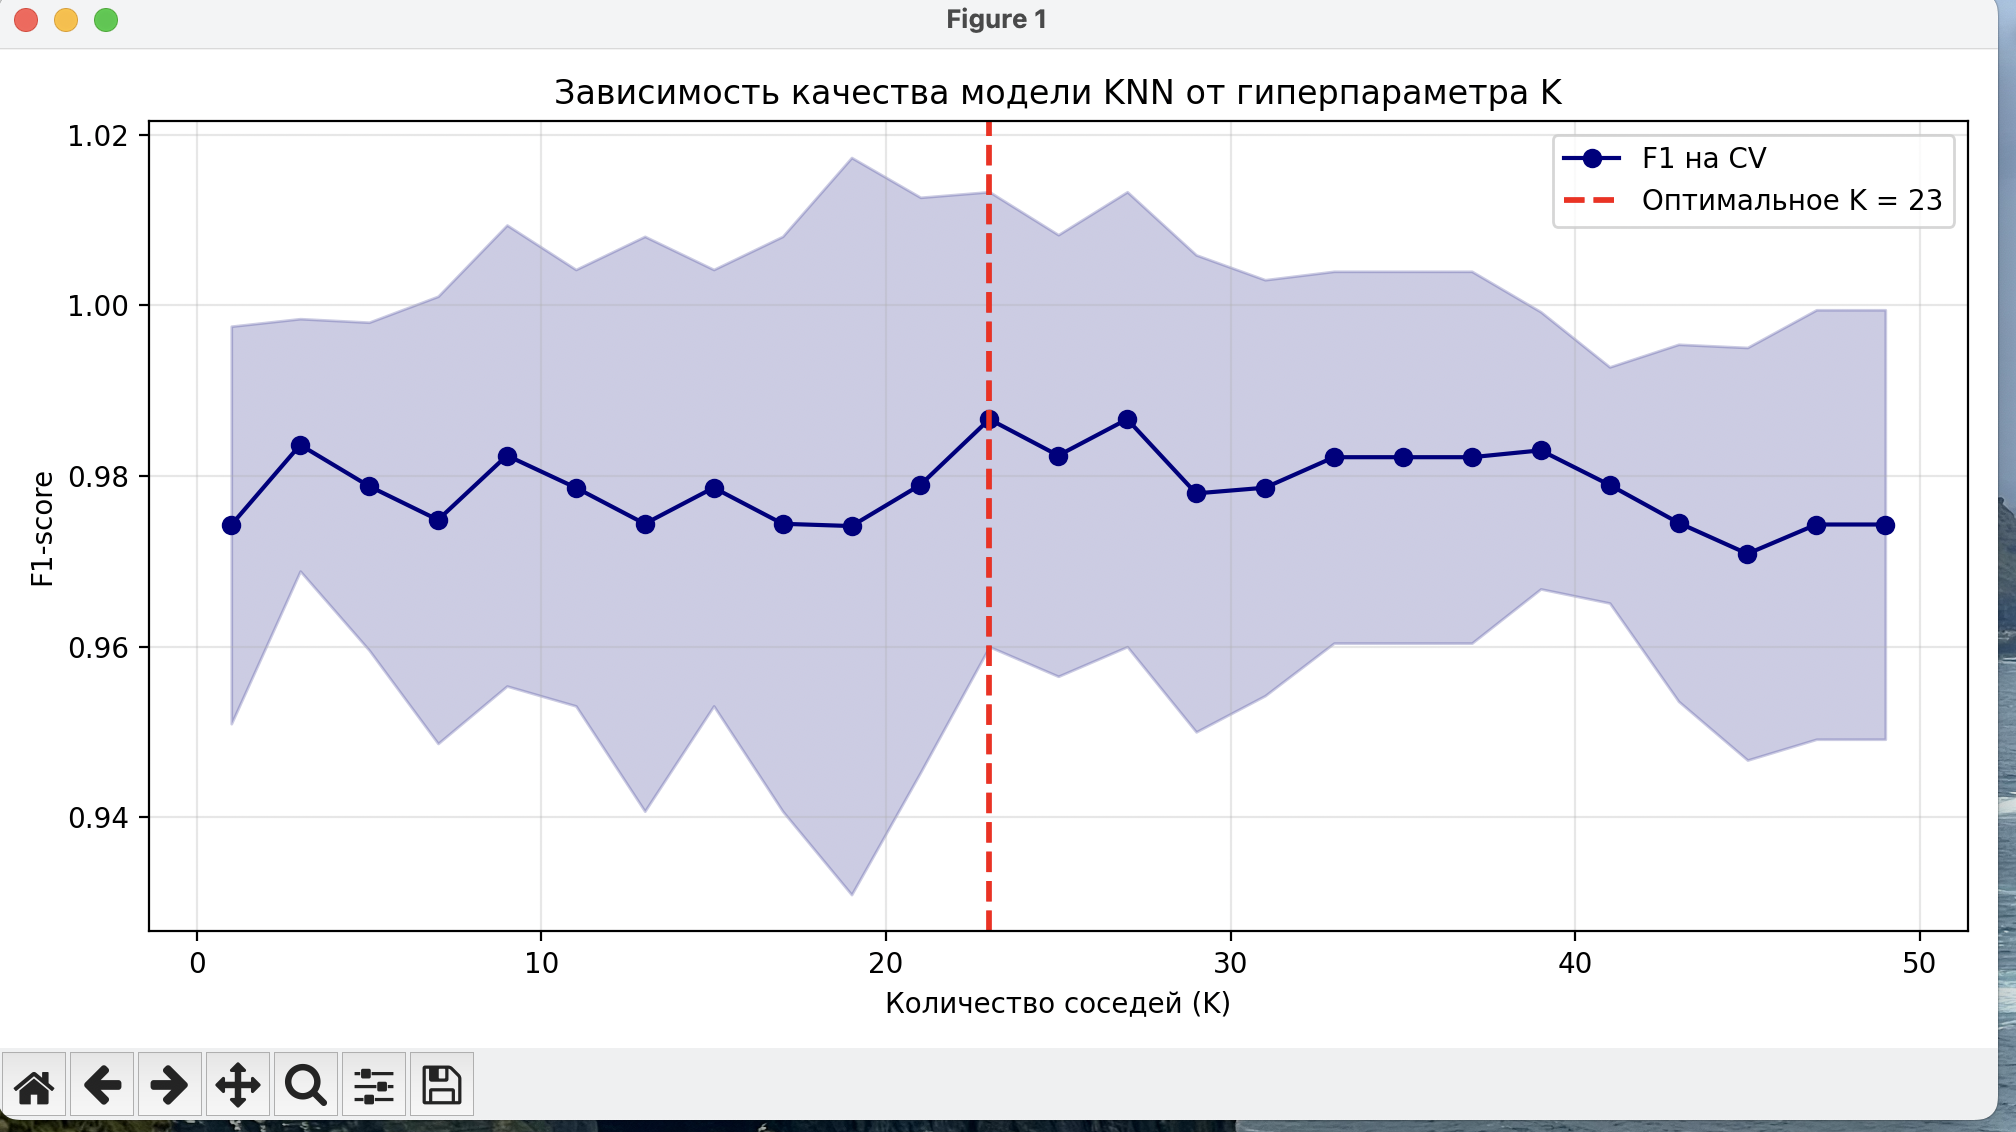 Figure 1
Зависимость качества модели KNN от гиперпараметра K
1.02
1.00
0.98
0.96
0.94
F1-score
F1 на CV
Оптимальное K = 23
0
10
20
30
40
50
Количество соседей (K)